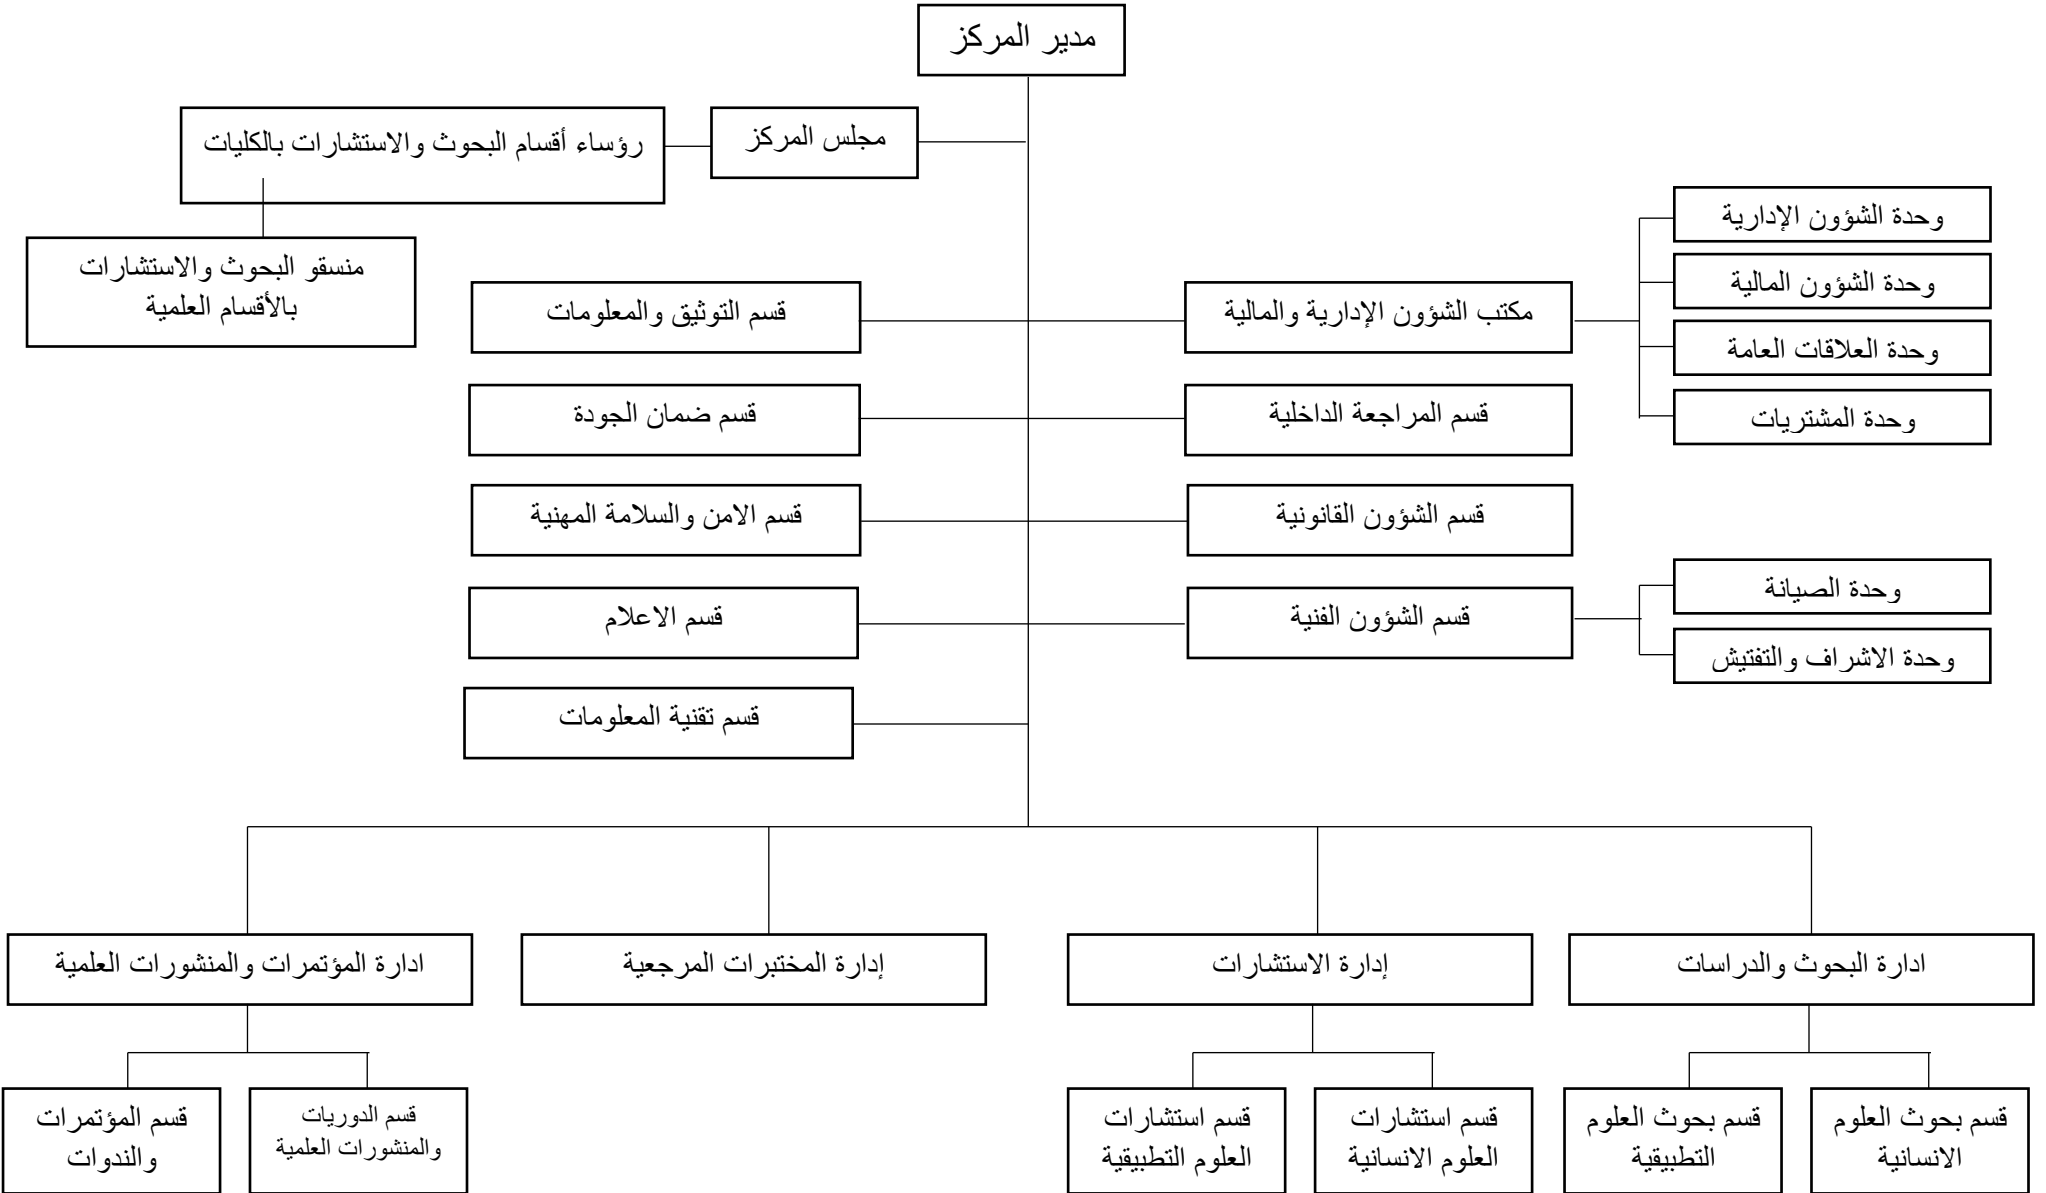 مدير المركز
مجلس المركز
رؤساء أقسام البحوث والاستشارات بالكليات
منسقو البحوث والاستشارات
بالأقسام العلمية
وحدة الشؤون الإدارية
وحدة الشؤون المالية
وحدة العلاقات العامة
وحدة المشتريات
مكتب الشؤون الإدارية والمالية
قسم التوثيق والمعلومات
قسم المراجعة الداخلية
قسم ضمان الجودة
قسم الشؤون القانونية
قسم الامن والسلامة المهنية
وحدة الصيانة
وحدة الاشراف والتفتيش
قسم الشؤون الفنية
قسم الاعلام
قسم تقنية المعلومات
ادارة البحوث والدراسات
إدارة الاستشارات
إدارة المختبرات المرجعية
ادارة المؤتمرات والمنشورات العلمية
قسم بحوث العلوم
الانسانية
قسم بحوث العلوم
التطبيقية
قسم استشارات
العلوم الانسانية
قسم استشارات
العلوم التطبيقية
قسم الدوريات
والمنشورات العلمية
قسم المؤتمرات
والندوات